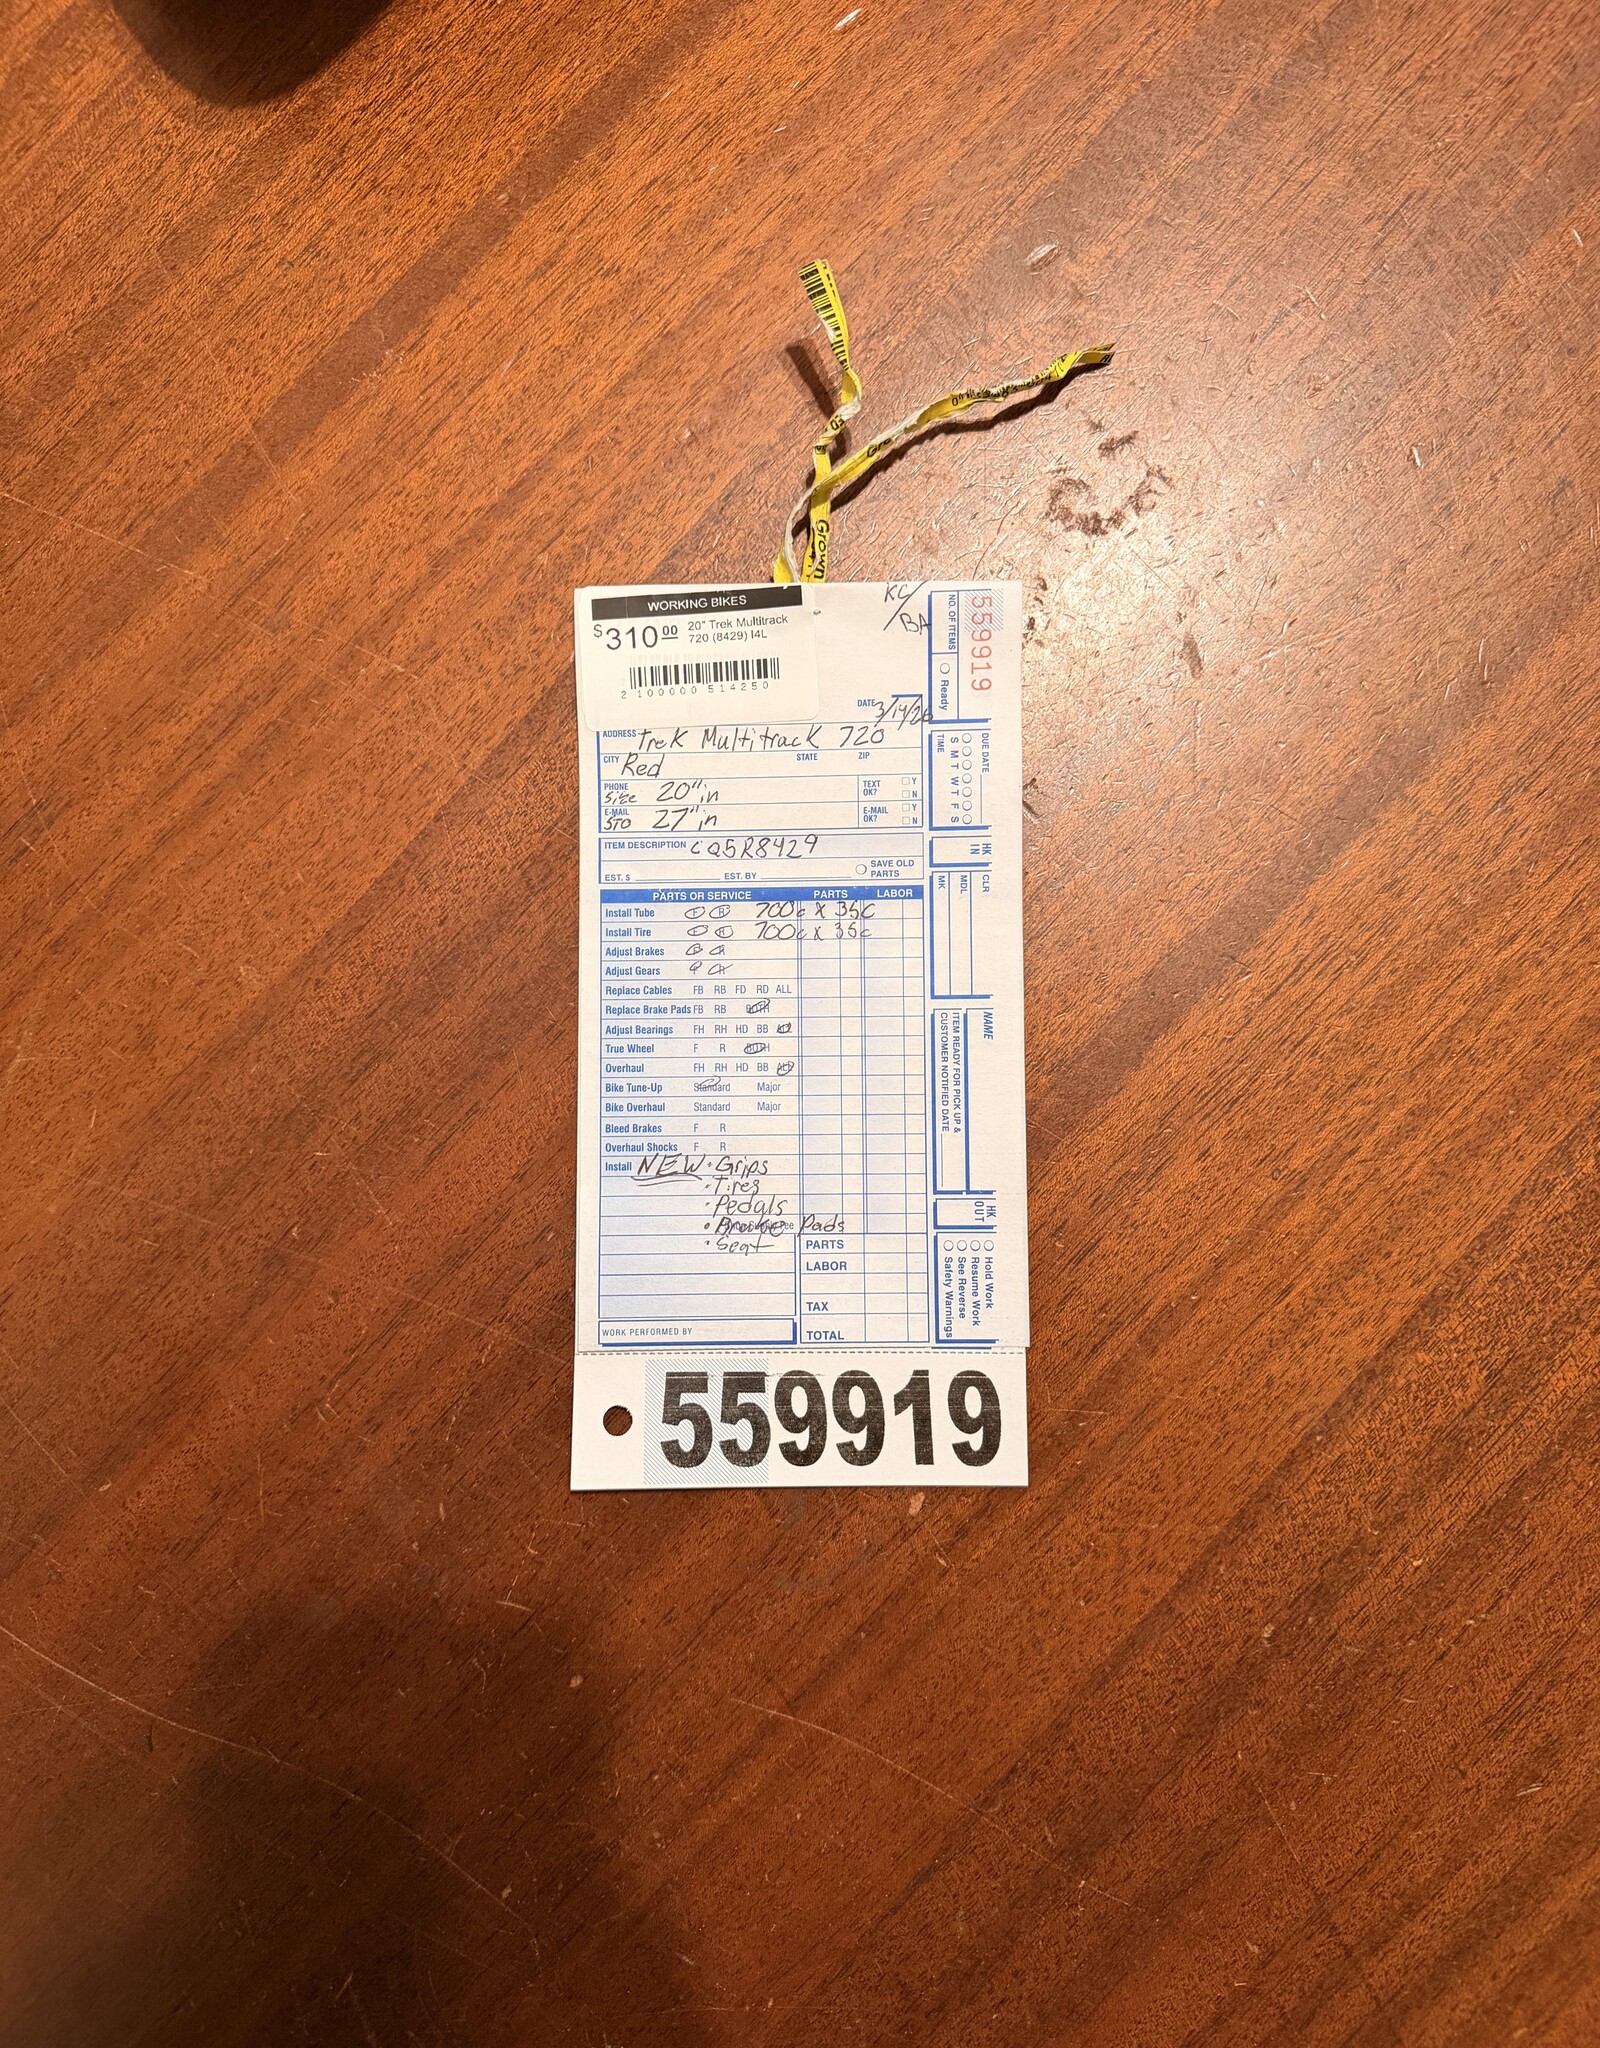 Grown
WORKING BIKES
$310.00 20" Trek Multitrack
720 (8429) I4L
2 100000 514250
KC/
BA
DATE 3/14/26
ADDRESS Trek Multitrack 720
CITY Red STATE ZIP
PHONE Size 20" in TEXT OK? Y N
E-MAIL STO 27" in E-MAIL OK? Y N
ITEM DESCRIPTION CQ5R8429
EST. $ EST. BY SAVE OLD PARTS
PARTS OR SERVICE PARTS LABOR
Install Tube F R 700c x 35c
Install Tire F R 700c x 35c
Adjust Brakes F R
Adjust Gears F R
Replace Cables FB RB FD RD ALL
Replace Brake Pads FB RB BOTH
Adjust Bearings FH RH HD BB ALL
True Wheel F R BOTH
Overhaul FH RH HD BB ALL
Bike Tune-Up Standard Major
Bike Overhaul Standard Major
Bleed Brakes F R
Overhaul Shocks F R
Install NEW • Grips
• Tires
• Pedals
• Brake Pads
• Seat
PARTS
LABOR
TAX
TOTAL
WORK PERFORMED BY
559919
NO. OF ITEMS Ready
DUE DATE
S M T W T F S
TIME
HK IN
CLR
MDL
MK
NAME
ITEM READY FOR PICK UP &
CUSTOMER NOTIFIED DATE
HK OUT
Hold Work
Resume Work
See Reverse
Safety Warnings
559919